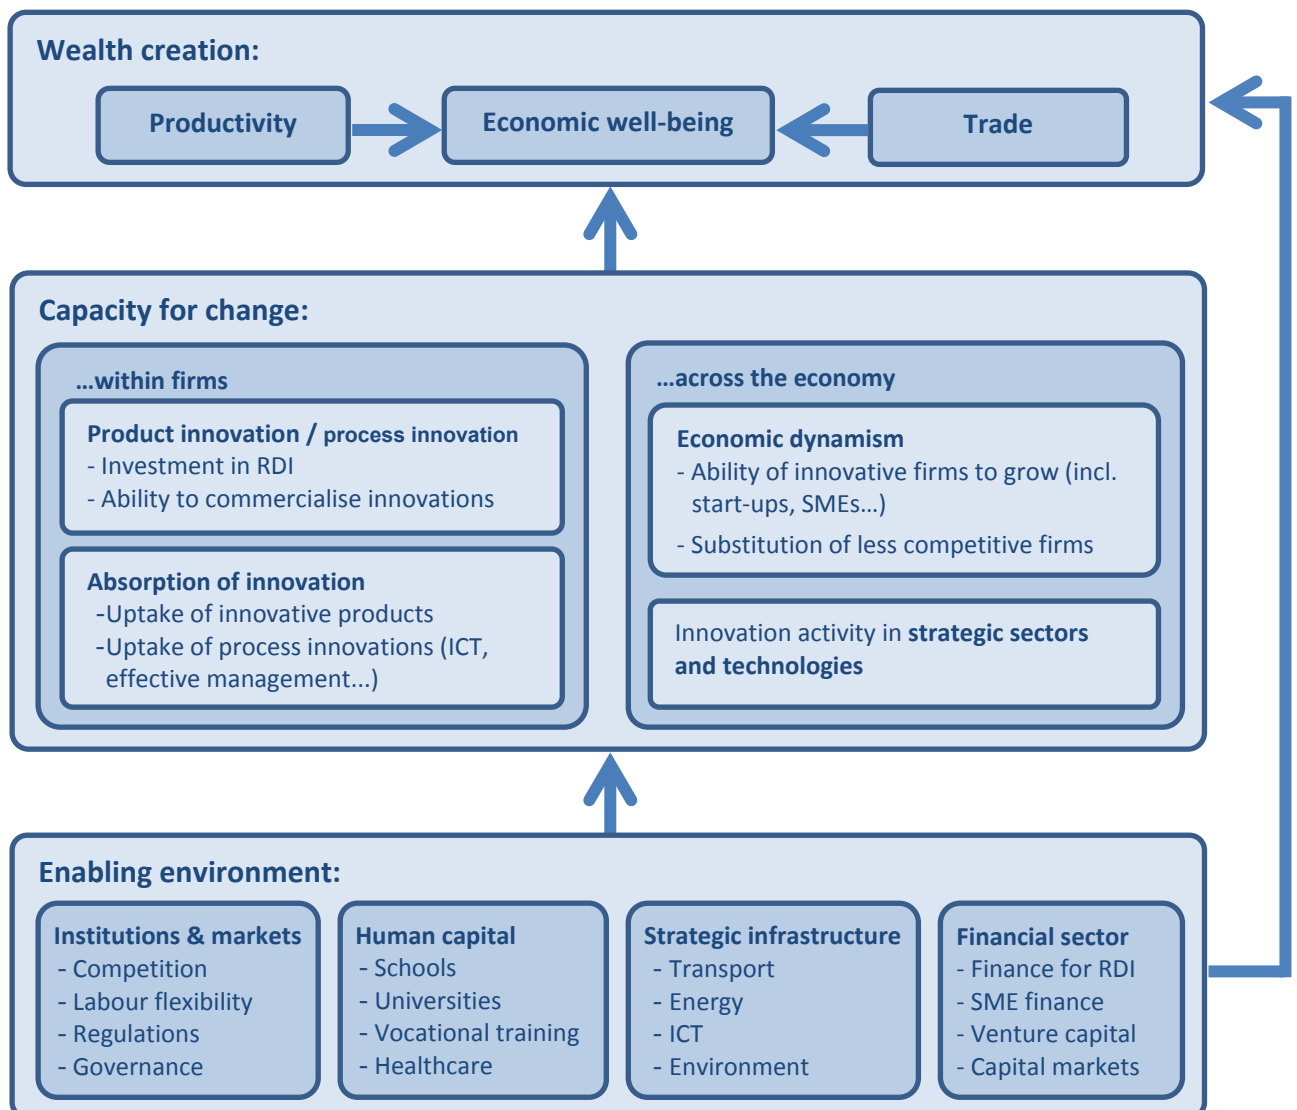 Wealth creation:
Productivity
Economic well-being
Trade
Capacity for change:
...within firms
Product innovation / process innovation
- Investment in RDI
- Ability to commercialise innovations
Absorption of innovation
-Uptake of innovative products
-Uptake of process innovations (ICT,
effective management...)
...across the economy
Economic dynamism
- Ability of innovative firms to grow (incl.
start-ups, SMEs...)
- Substitution of less competitive firms
Innovation activity in strategic sectors
and technologies
Enabling environment:
Institutions & markets
- Competition
- Labour flexibility
- Regulations
- Governance
Human capital
- Schools
- Universities
- Vocational training
- Healthcare
Strategic infrastructure
- Transport
- Energy
- ICT
- Environment
Financial sector
- Finance for RDI
- SME finance
- Venture capital
- Capital markets